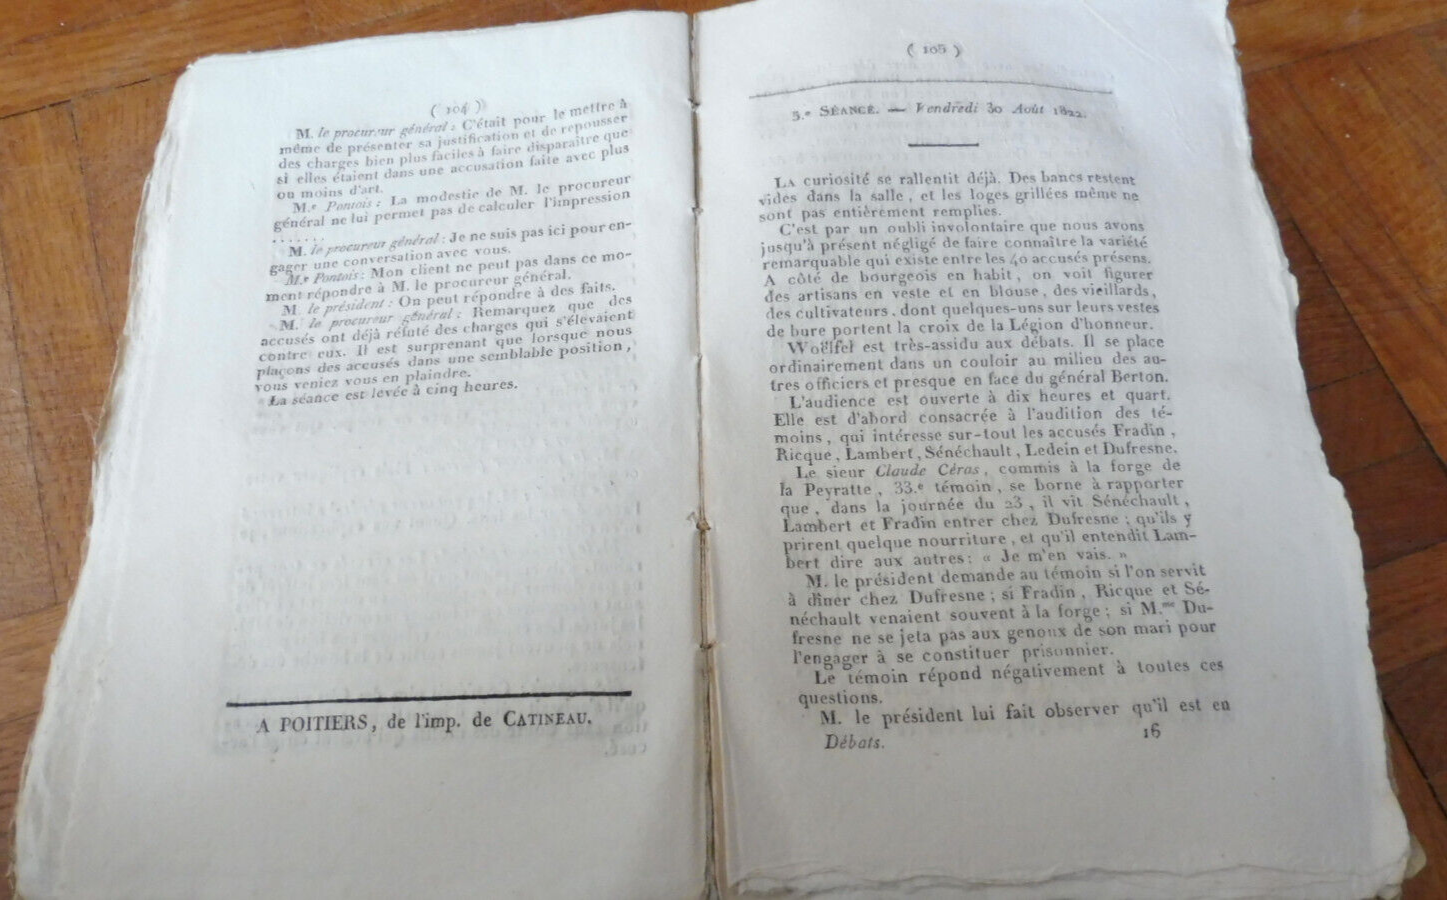 ( 104 )
M. le procureur général : C'était pour le mettre à
même de présenter sa justification et de repousser
des charges bien plus faciles à faire disparaître que
si elles étaient dans une accusation faite avec plus
ou moins d'art.
M.e Pontois : La modestie de M. le procureur
général ne lui permet pas de calculer l'impression
.......
M. le procureur général : Je ne suis pas ici pour en-
gager une conversation avec vous.
M.e Pontois : Mon client ne peut pas dans ce mo-
ment répondre à M. le procureur général.
M. le président : On peut répondre à des faits.
M. le procureur général : Remarquez que des
accusés ont déjà réfuté des charges qui s'élevaient
contre eux. Il est surprenant que lorsque nous
plaçons des accusés dans une semblable position,
vous veniez vous en plaindre.
La séance est levée à cinq heures.
A POITIERS, de l'imp. de CATINEAU.
( 105 )
5.e SÉANCE. — Vendredi 30 Août 1822.
LA curiosité se rallentit déjà. Des bancs restent
vides dans la salle, et les loges grillées même ne
sont pas entièrement remplies.
C'est par un oubli involontaire que nous avons
jusqu'à présent négligé de faire connaître la variété
remarquable qui existe entre les 40 accusés présens.
A côté de bourgeois en habit, on voit figurer
des artisans en veste et en blouse, des vieillards,
des cultivateurs, dont quelques-uns sur leurs vestes
de bure portent la croix de la Légion d'honneur.
Woëlfel est très-assidu aux débats. Il se place
ordinairement dans un couloir au milieu des au-
tres officiers et presque en face du général Berton.
L'audience est ouverte à dix heures et quart.
Elle est d'abord consacrée à l'audition des té-
moins, qui intéresse sur-tout les accusés Fradin,
Ricque, Lambert, Sénéchault, Ledein et Dufresne.
Le sieur Claude Céras, commis à la forge de
la Peyratte, 33.e témoin, se borne à rapporter
que, dans la journée du 23, il vit Sénéchault,
Lambert et Fradin entrer chez Dufresne ; qu'ils y
prirent quelque nourriture, et qu'il entendit Lam-
bert dire aux autres : « Je m'en vais. »
M. le président demande au témoin si l'on servit
à dîner chez Dufresne ; si Fradin, Ricque et Sé-
néchault venaient souvent à la forge ; si M.me Du-
fresne ne se jeta pas aux genoux de son mari pour
l'engager à se constituer prisonnier.
Le témoin répond négativement à toutes ces
questions.
M. le président lui fait observer qu'il est en
Débats. 16